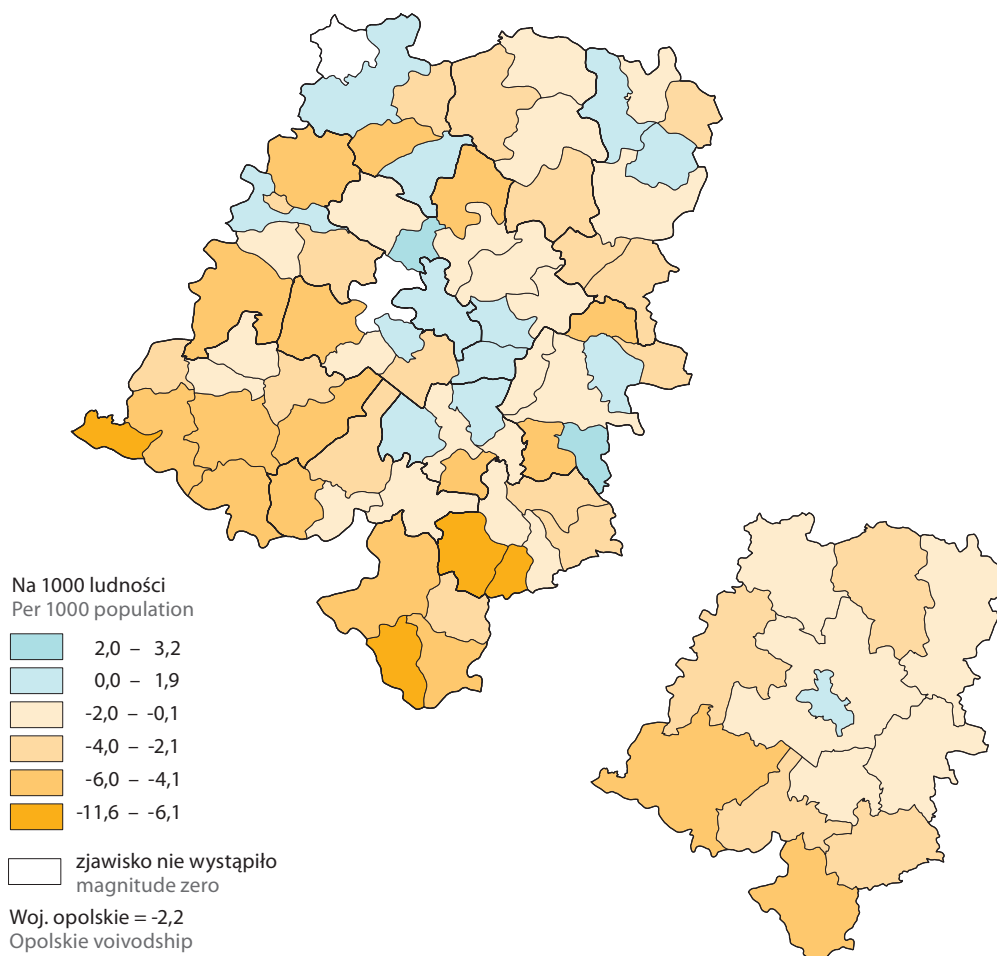 Na 1000 ludności
Per 1000 population
2,0 – 3,2
0,0 – 1,9
-2,0 – -0,1
-4,0 – -2,1
-6,0 – -4,1
-11,6 – -6,1
zjawisko nie wystąpiło
magnitude zero
Woj. opolskie = -2,2
Opolskie voivodship